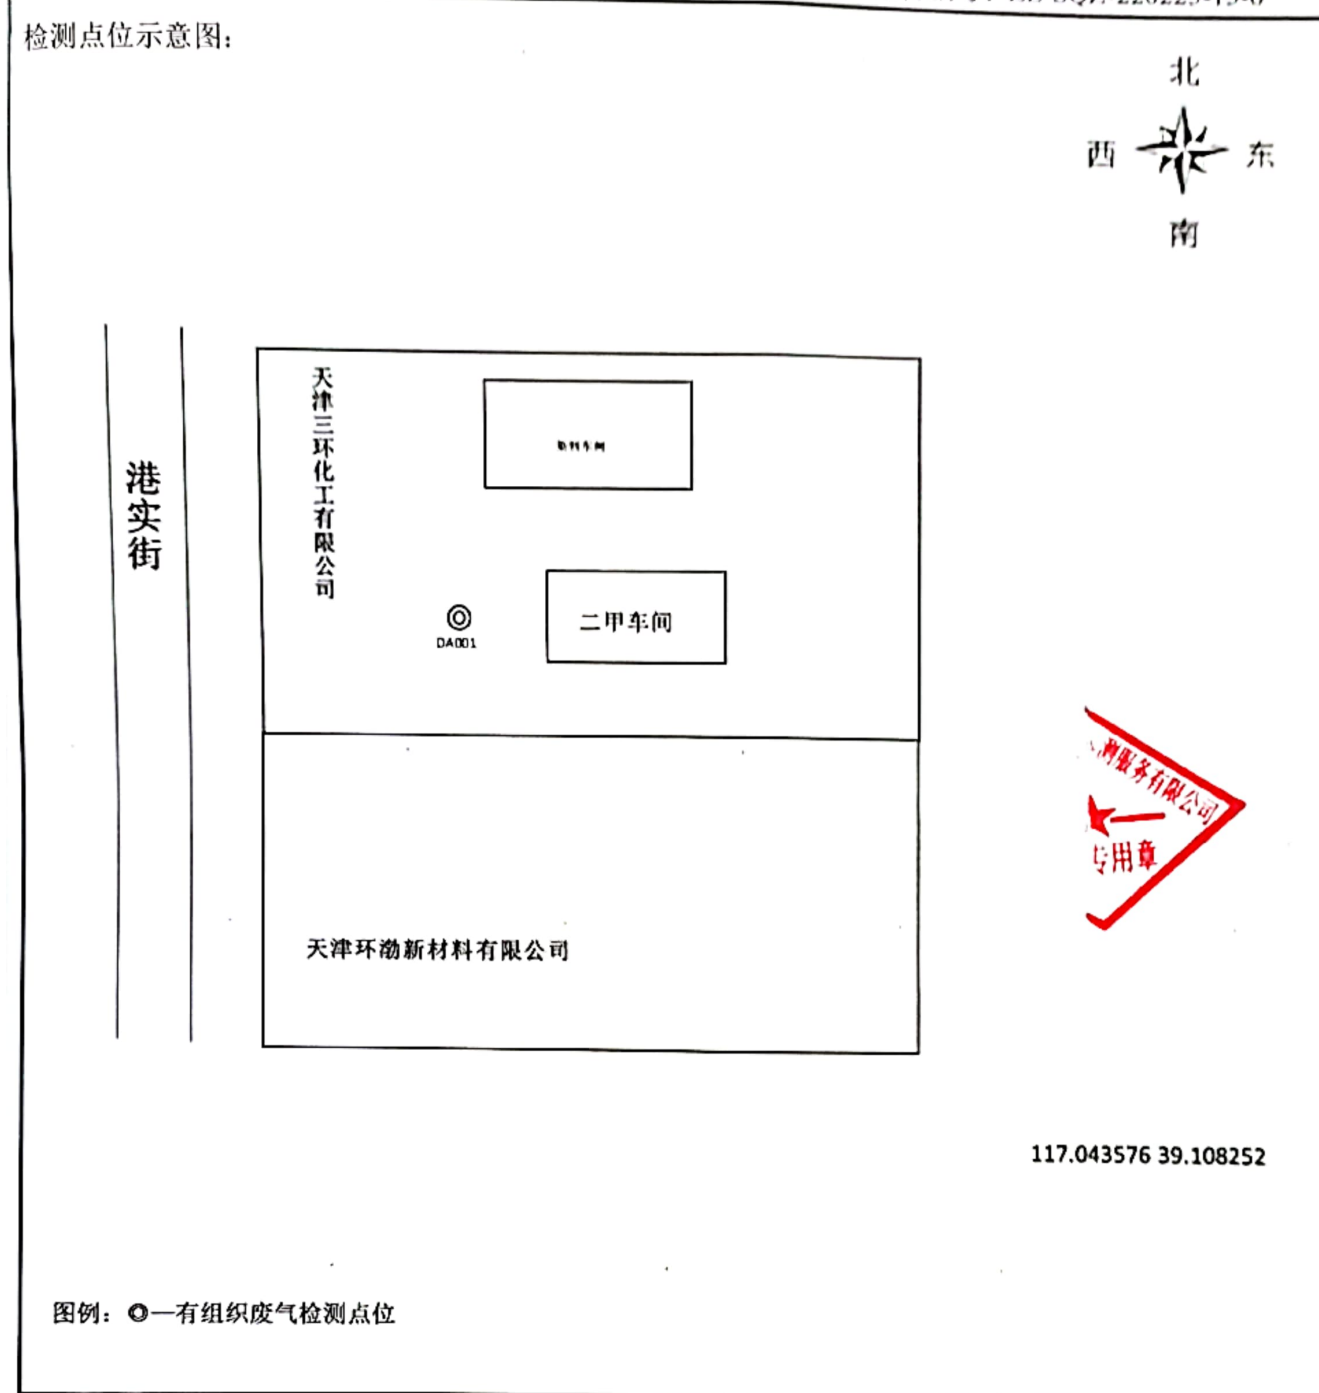 检测点位示意图:
北
西
东
南
天津三环化工有限公司
车间
港实街
DA001
二甲车间
测服务有限公司
专用章
天津环渤新材料有限公司
117.043576 39.108252
图例: ◎—有组织废气检测点位